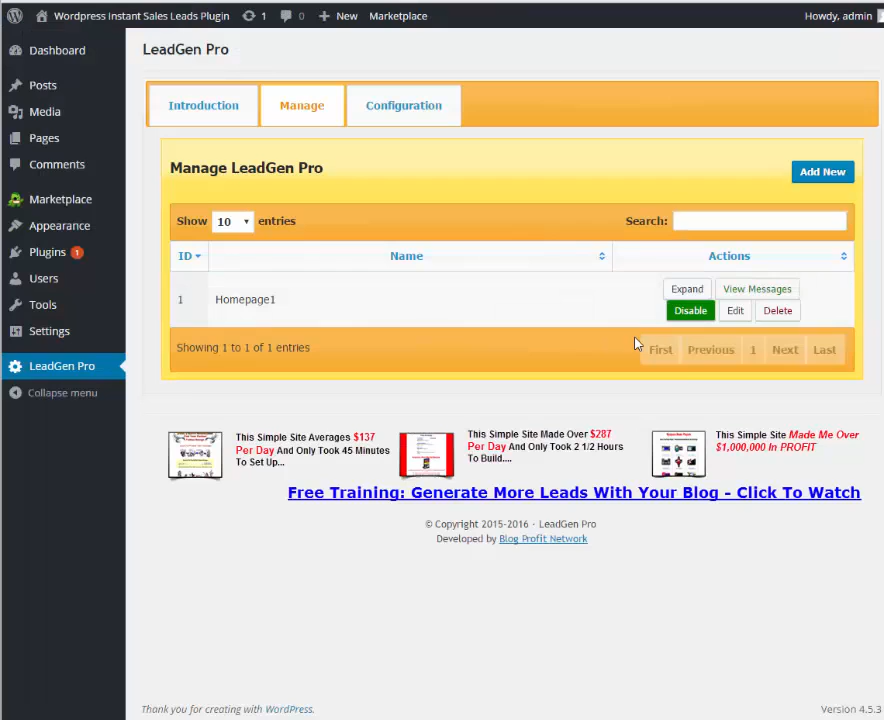 Wordpress Instant Sales Leads Plugin 1 0 New Marketplace Howdy, admin
Dashboard
Posts
Media
Pages
Comments
Marketplace
Appearance
Plugins 1
Users
Tools
Settings
LeadGen Pro
Collapse menu
LeadGen Pro
Introduction Manage Configuration
Manage LeadGen Pro Add New
Show 10 entries Search:
ID Name Actions
1 Homepage1 Expand View Messages
Disable Edit Delete
Showing 1 to 1 of 1 entries First Previous 1 Next Last
This Simple Site Averages $137
Per Day And Only Took 45 Minutes
To Set Up...
This Simple Site Made Over $287
Per Day And Only Took 2 1/2 Hours
To Build....
This Simple Site Made Me Over
$1,000,000 In PROFIT
Free Training: Generate More Leads With Your Blog - Click To Watch
© Copyright 2015-2016 - LeadGen Pro
Developed by Blog Profit Network
Thank you for creating with WordPress. Version 4.5.3